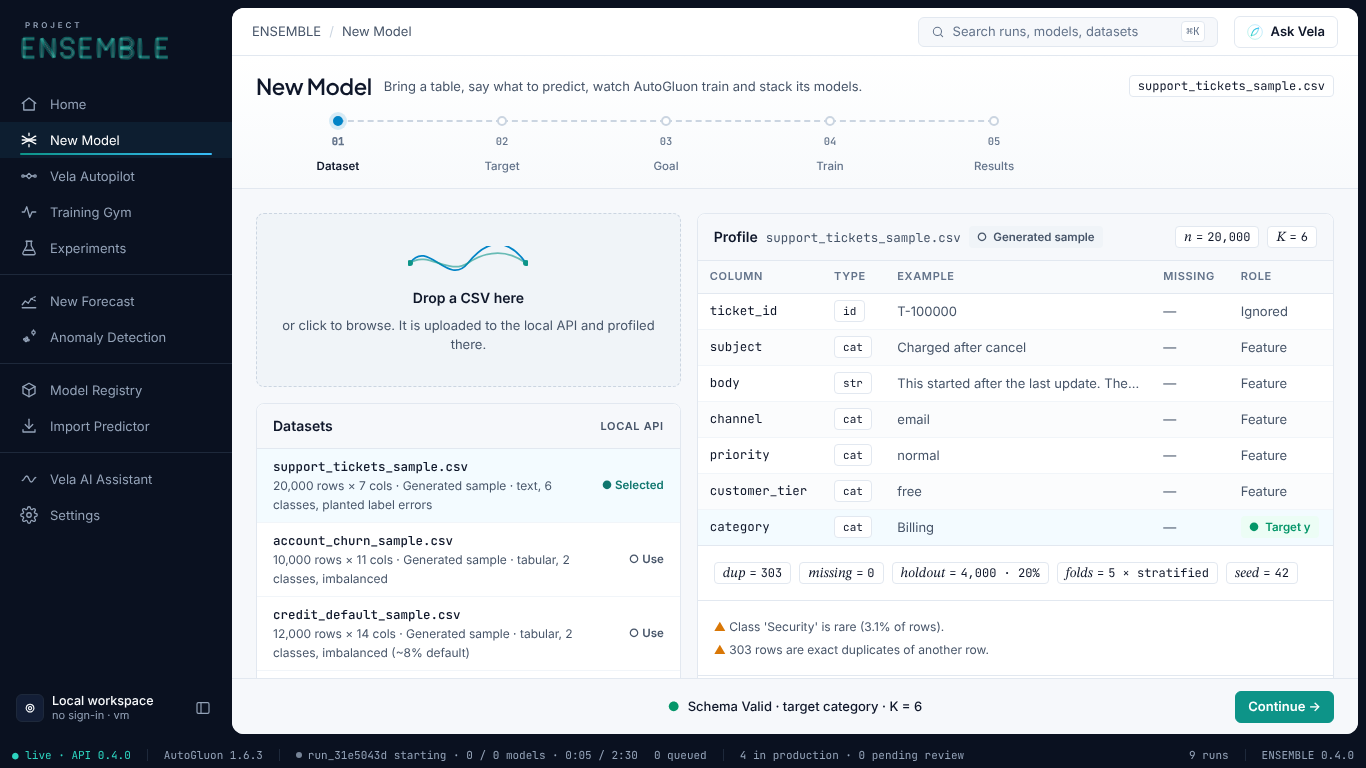 PROJECT
ENSEMBLE
Home
New Model
Vela Autopilot
Training Gym
Experiments
New Forecast
Anomaly Detection
Model Registry
Import Predictor
Vela AI Assistant
Settings
Local workspace
no sign-in · vm
ENSEMBLE / New Model
Search runs, models, datasets ⌘K
Ask Vela
New Model Bring a table, say what to predict, watch AutoGluon train and stack its models.
support_tickets_sample.csv
01 02 03 04 05
Dataset Target Goal Train Results
Drop a CSV here
or click to browse. It is uploaded to the local API and profiled
there.
Datasets LOCAL API
support_tickets_sample.csv
20,000 rows × 7 cols · Generated sample · text, 6
classes, planted label errors
Selected
account_churn_sample.csv
10,000 rows × 11 cols · Generated sample · tabular, 2
classes, imbalanced
Use
credit_default_sample.csv
12,000 rows × 14 cols · Generated sample · tabular, 2
classes, imbalanced (~8% default)
Use
Profile support_tickets_sample.csv Generated sample n = 20,000 K = 6
COLUMN TYPE EXAMPLE MISSING ROLE
ticket_id id T-100000 — Ignored
subject cat Charged after cancel — Feature
body str This started after the last update. The... — Feature
channel cat email — Feature
priority cat normal — Feature
customer_tier cat free — Feature
category cat Billing — Target y
dup = 303 missing = 0 holdout = 4,000 · 20% folds = 5 × stratified seed = 42
Class 'Security' is rare (3.1% of rows).
303 rows are exact duplicates of another row.
Schema Valid · target category · K = 6
Continue →
live · API 0.4.0 AutoGluon 1.6.3 run_31e5043d starting · 0 / 0 models · 0:05 / 2:30 0 queued 4 in production · 0 pending review 9 runs ENSEMBLE 0.4.0